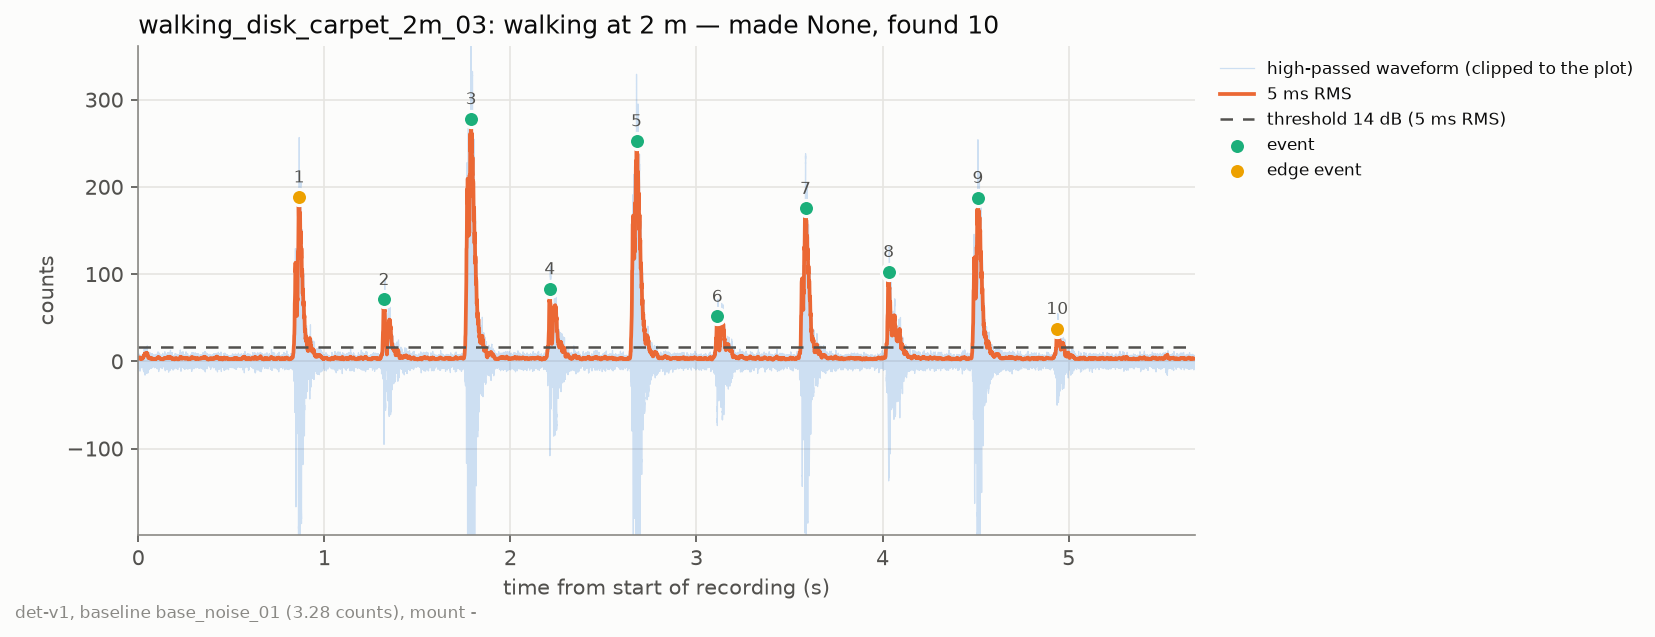 walking_disk_carpet_2m_03: walking at 2 m — made None, found 10
high-passed waveform (clipped to the plot)
5 ms RMS
threshold 14 dB (5 ms RMS)
event
edge event
counts
300
200
100
0
−100
1
2
3
4
5
6
7
8
9
10
0
1
2
3
4
5
time from start of recording (s)
det-v1, baseline base_noise_01 (3.28 counts), mount -